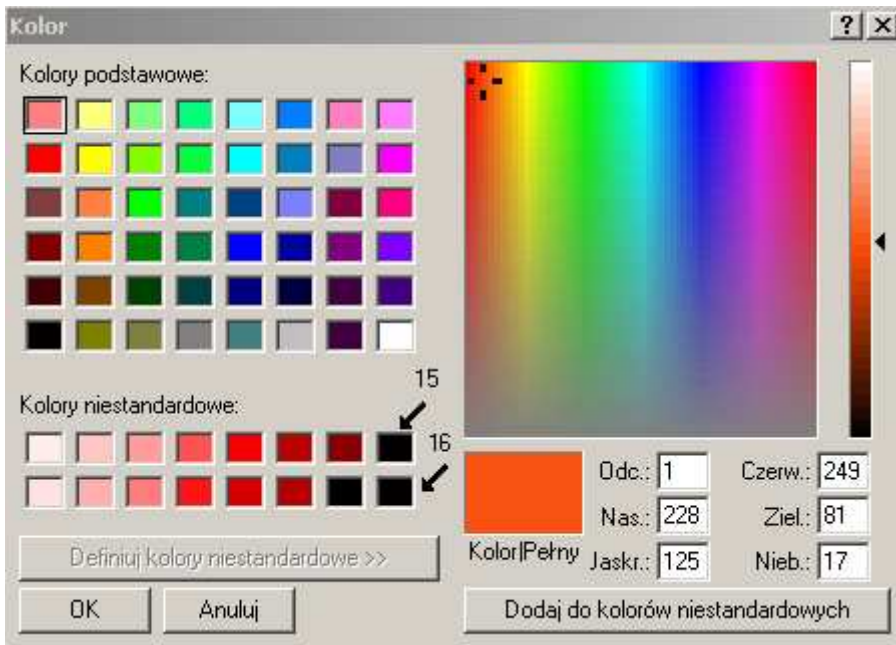 Kolor
Kolory podstawowe:
15
Kolory niestandardowe:
16
Definiuj kolory niestandardowe >>
OK Anuluj
Kolor|Pełny
Odc.: 1 Czerw.: 249
Nas.: 228 Ziel.: 81
Jaskr.: 125 Nieb.: 17
Dodaj do kolorów niestandardowych